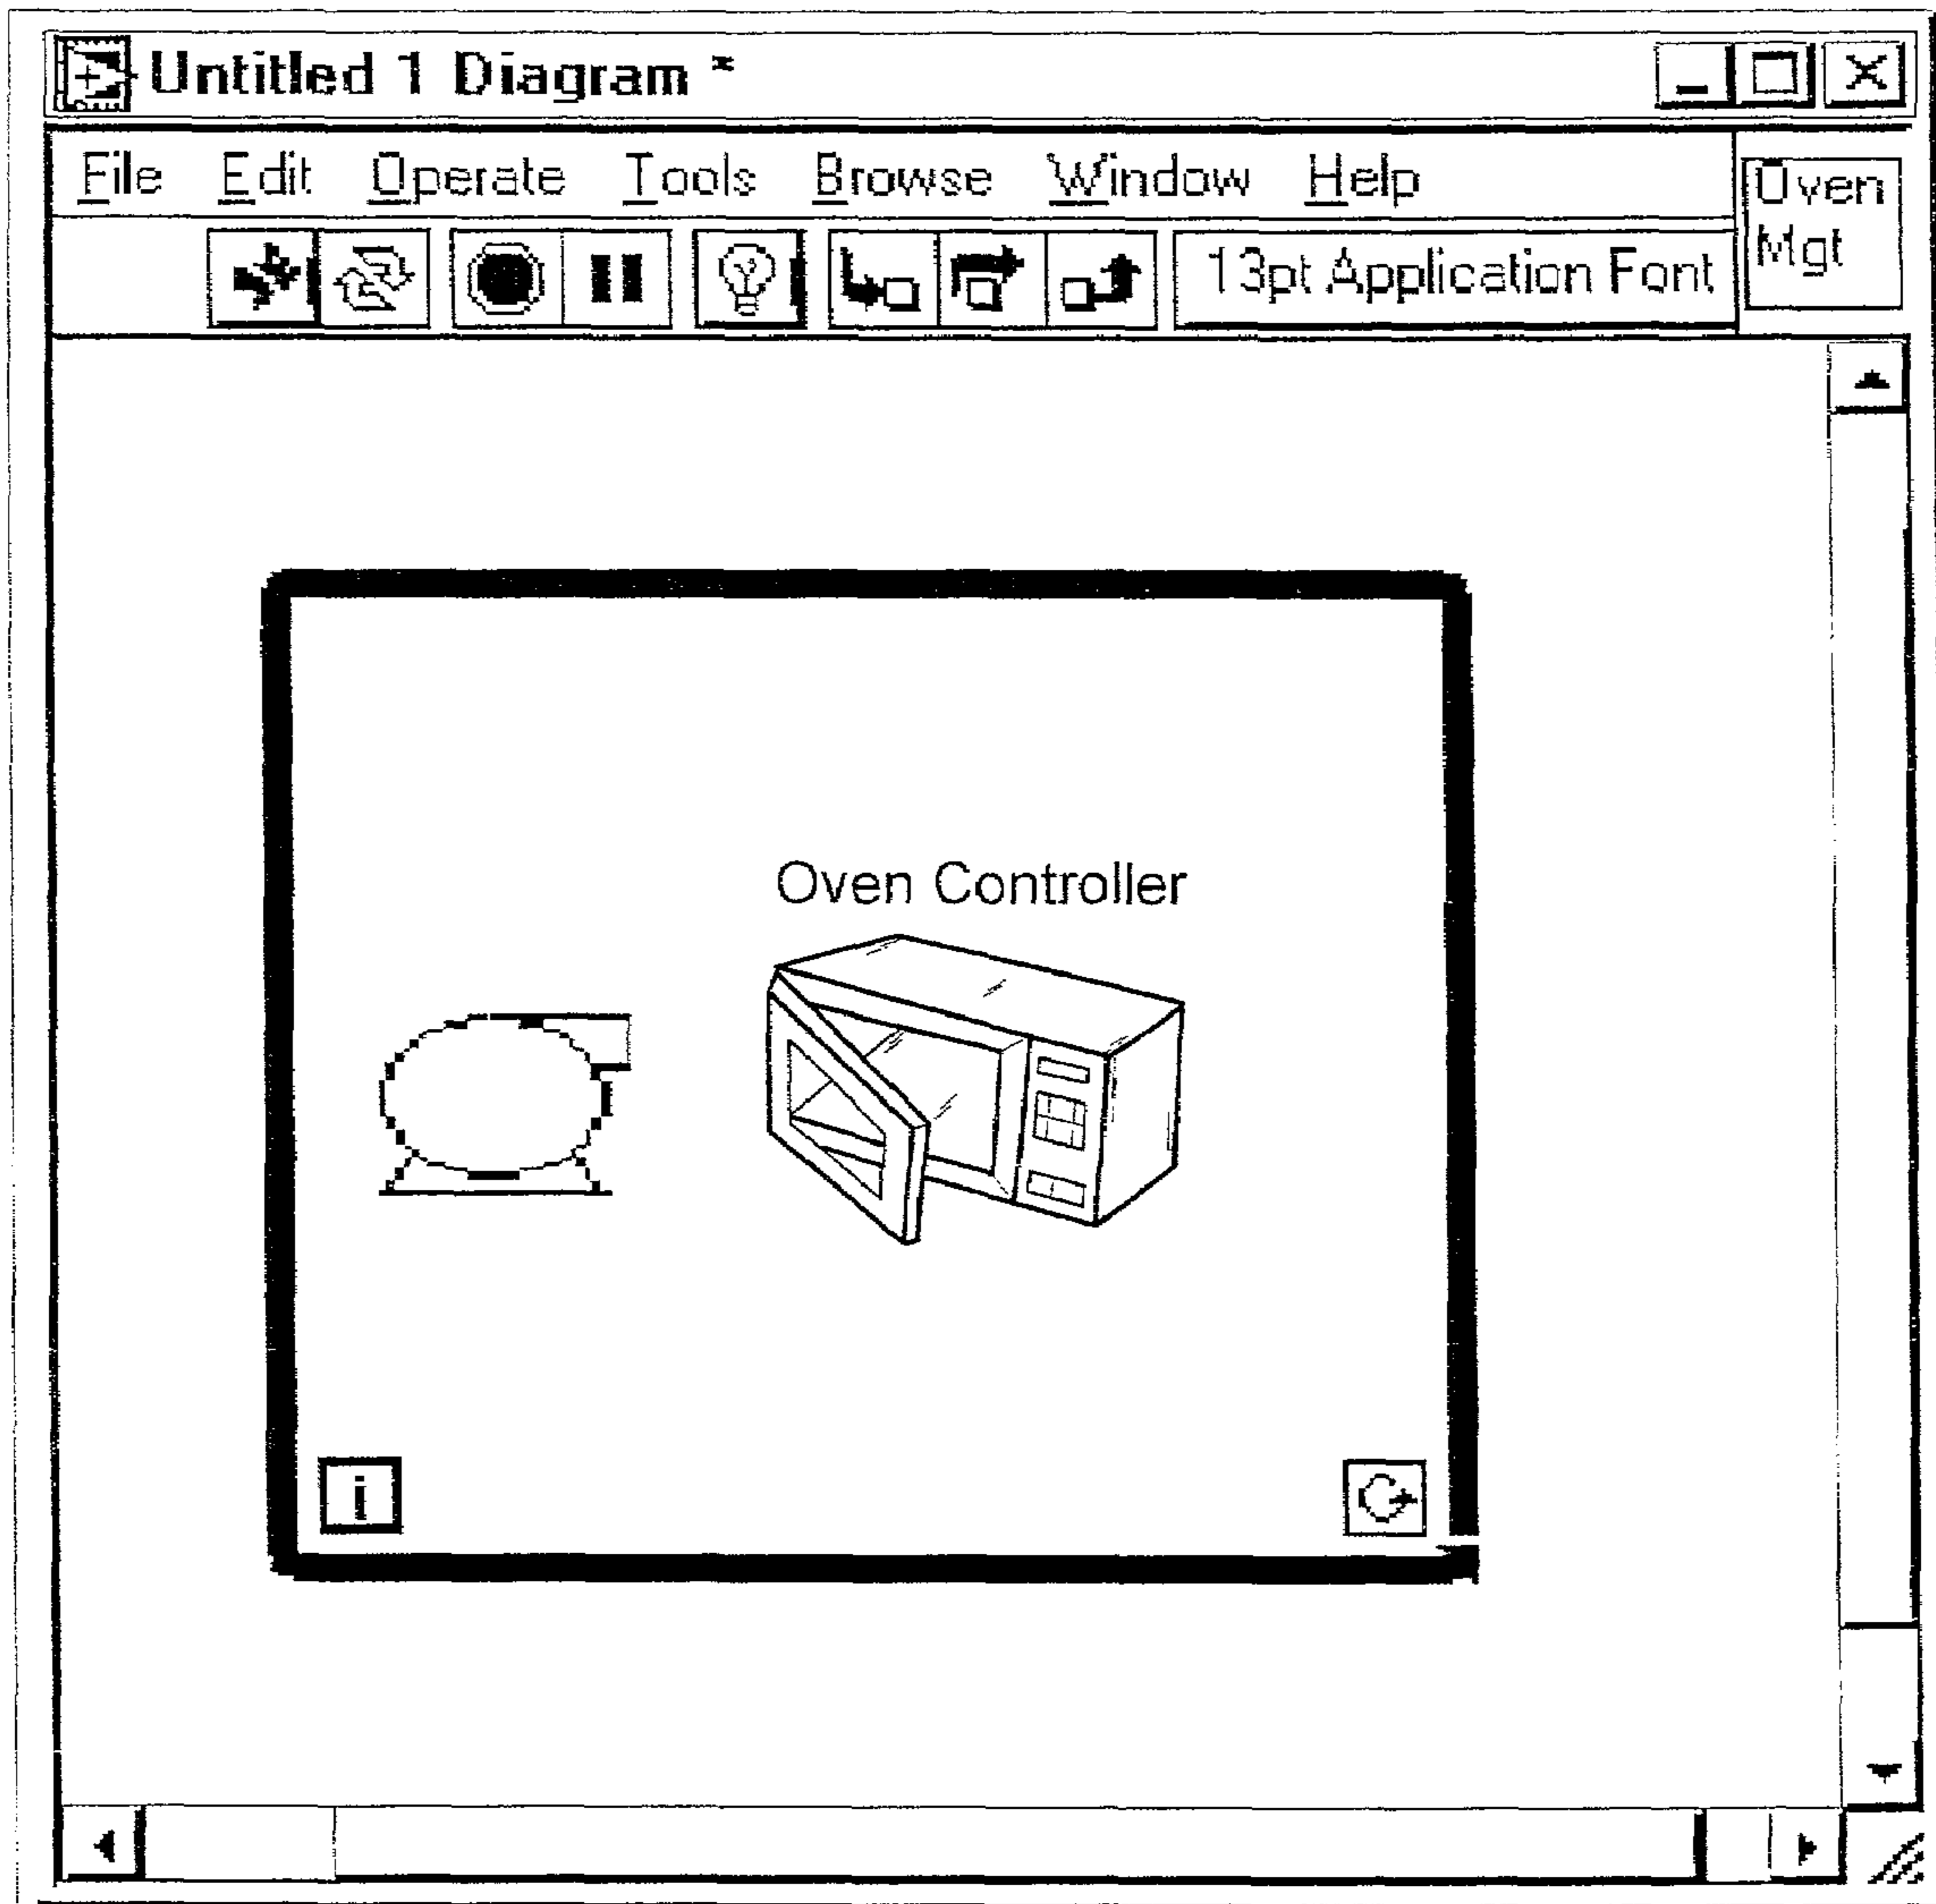 Untitled 1 Diagram *
File Edit Operate Tools Browse Window Help
Oven
Mgt
13pt Application Font
Oven Controller
i